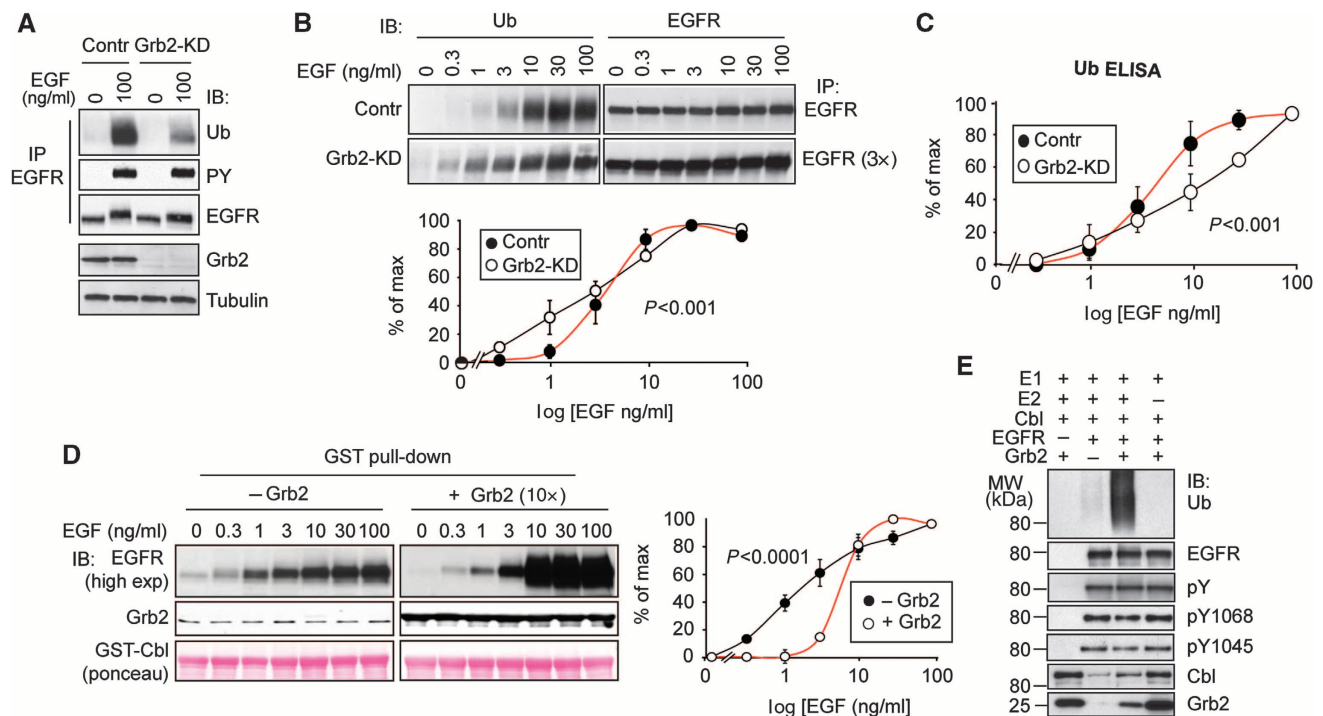 A
Contr Grb2-KD
EGF (ng/ml) 0 100 0 100 IB:
IP EGFR
Ub
PY
EGFR
Grb2
Tubulin
B
IB: Ub EGFR
EGF (ng/ml) 0 0.3 1 3 10 30 100 0 0.3 1 3 10 30 100
IP:
Contr EGFR
Grb2-KD EGFR (3×)
% of max
100
80
60
40
20
0
Contr
Grb2-KD
P<0.001
0 1 10 100
log [EGF ng/ml]
C
Ub ELISA
% of max
100
80
60
40
20
0
Contr
Grb2-KD
P<0.001
0 1 10 100
log [EGF ng/ml]
D
GST pull-down
– Grb2 + Grb2 (10×)
EGF (ng/ml) 0 0.3 1 3 10 30 100 0 0.3 1 3 10 30 100
IB: EGFR
(high exp)
Grb2
GST-Cbl
(ponceau)
% of max
100
80
60
40
20
0
P<0.0001
– Grb2
+ Grb2
0 1 10 100
log [EGF (ng/ml)
E
E1 + + + +
E2 + + + –
Cbl + + + +
EGFR – + + +
Grb2 + – + +
MW
(kDa)
IB:
Ub
80
80 EGFR
80 pY
80 pY1068
80 pY1045
Cbl
80
25 Grb2